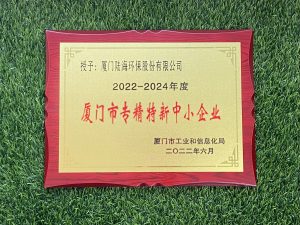 授予：厦门陆海环保股份有限公司
2022-2024年度
厦门市专精特新中小企业
厦门市工业和信息化局
二〇二二年六月